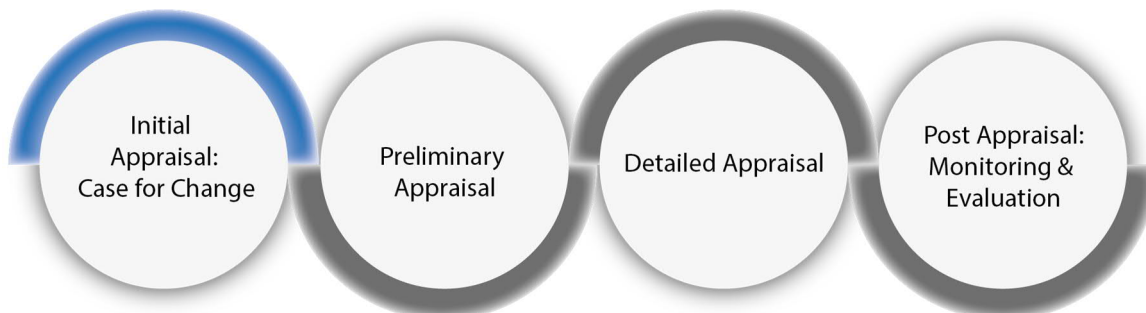 Initial
Appraisal:
Case for Change
Preliminary
Appraisal
Detailed Appraisal
Post Appraisal:
Monitoring &
Evaluation